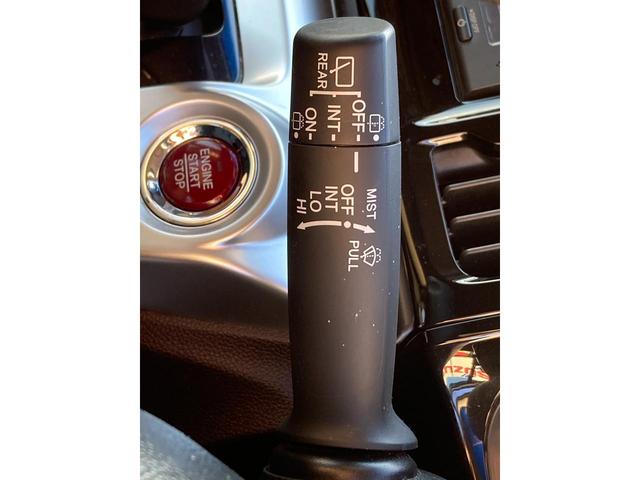 REAR
OFF
INT
ON
MIST
OFF
INT
LO
HI
PULL
ENGINE
START
STOP